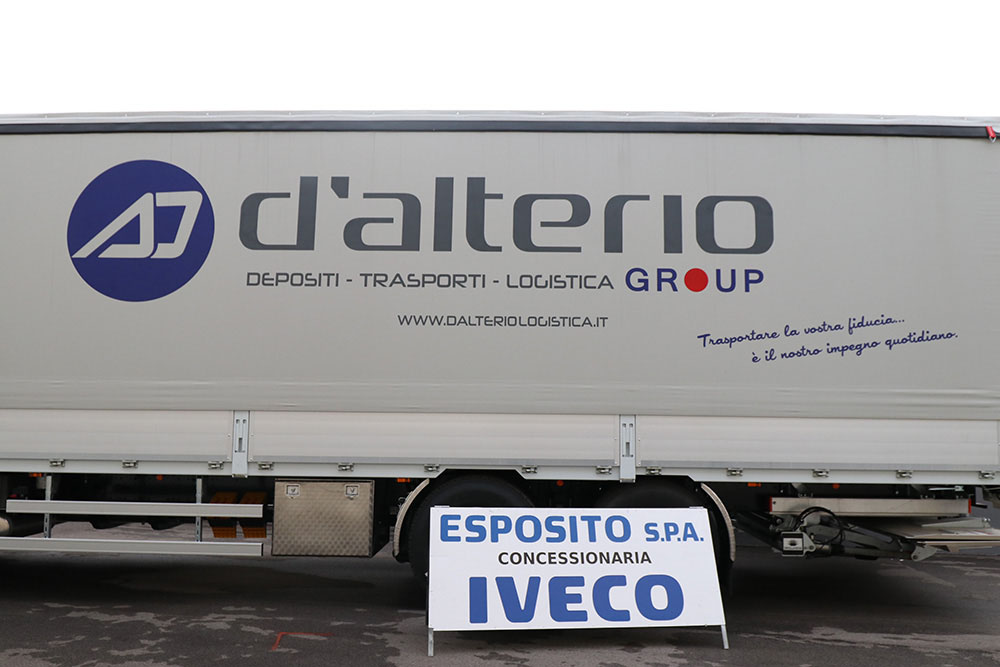 AD
d'alterio
DEPOSITI - TRASPORTI - LOGISTICA GROUP
WWW.DALTERIOLOGISTICA.IT
Trasportare la vostra fiducia...
è il nostro impegno quotidiano.
ESPOSITO S.P.A.
CONCESSIONARIA
IVECO